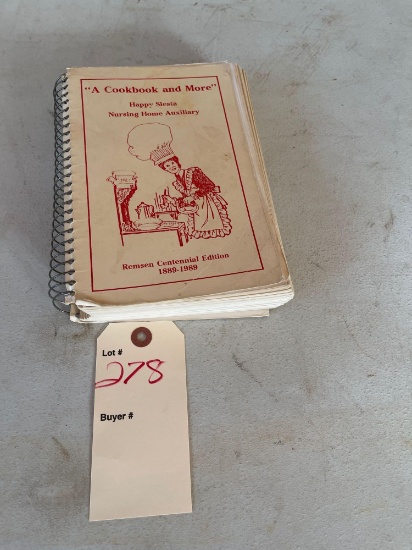 "A Cookbook and More"
Happy Siesta
Nursing Home Auxiliary
Remsen Centennial Edition
1889-1989
Lot #
278
Buyer #